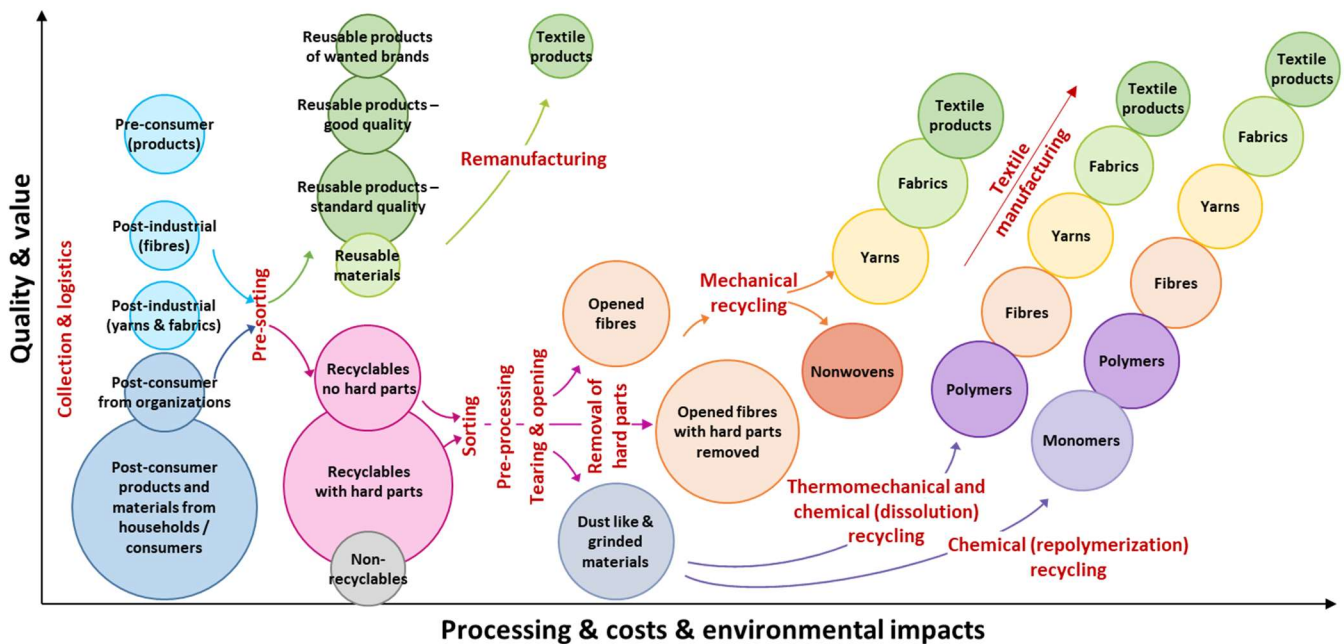 Quality & value
Collection & logistics
Pre-consumer
(products)
Post-industrial
(fibres)
Post-industrial
(yarns & fabrics)
Post-consumer
from organizations
Post-consumer
products and
materials from
households /
consumers
Pre-sorting
Reusable products
of wanted brands
Reusable products –
good quality
Reusable products –
standard quality
Reusable
materials
Recyclables
no hard parts
Recyclables
with hard parts
Non-
recyclables
Remanufacturing
Textile
products
Sorting
Pre-processing
Tearing & opening
Removal of
hard parts
Opened
fibres
Opened fibres
with hard parts
removed
Dust like &
grinded
materials
Mechanical
recycling
Nonwovens
Yarns
Fabrics
Textile
products
Thermomechanical and
chemical (dissolution)
recycling
Polymers
Fibres
Yarns
Fabrics
Textile
products
Textile
manufacturing
Chemical (repolymerization)
recycling
Monomers
Polymers
Fibres
Yarns
Fabrics
Textile
products
Processing & costs & environmental impacts